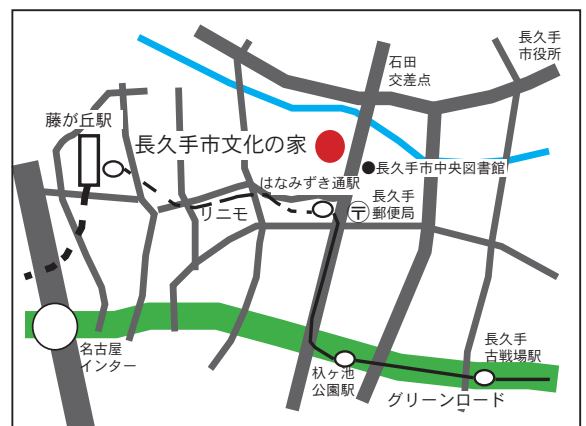 長久手
市役所
石田
交差点
藤が丘駅
長久手市文化の家
長久手市中央図書館
はなみずき通駅
リニモ
〒
長久手
郵便局
名古屋
インター
杁ヶ池
公園駅
長久手
古戦場駅
グリーンロード